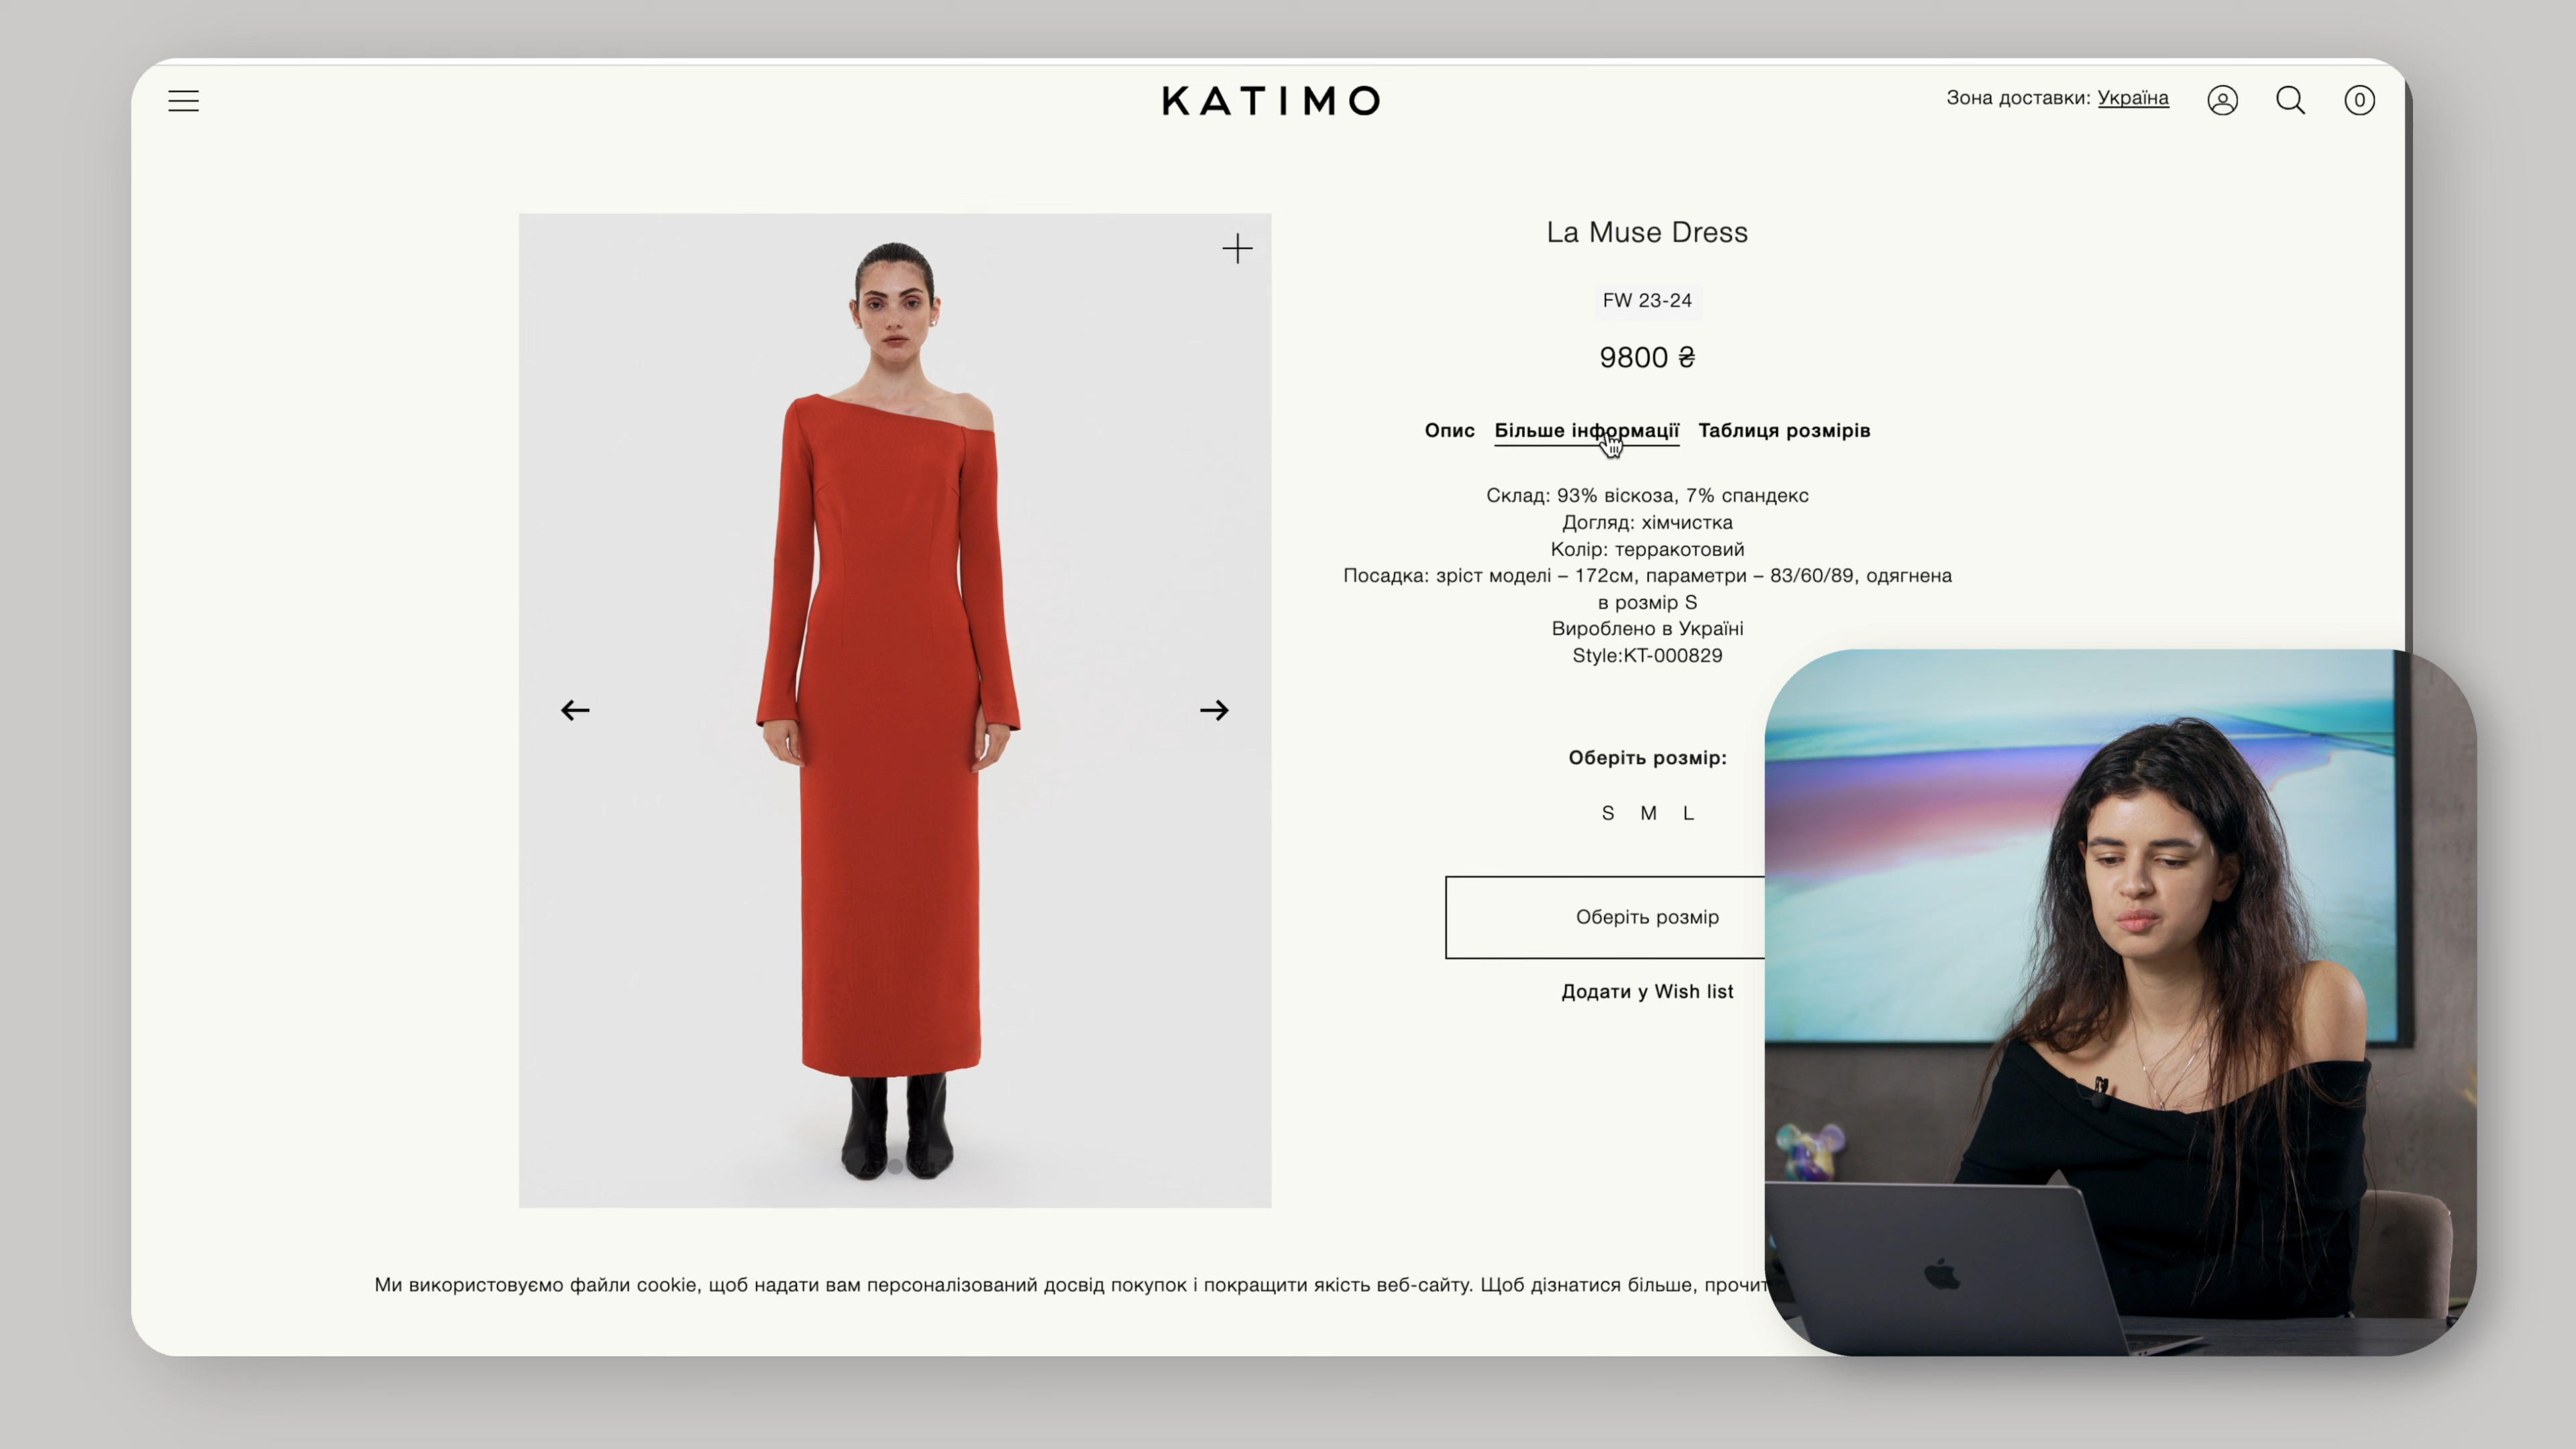 KATIMO
Зона доставки: Україна
0
La Muse Dress
FW 23-24
9800 ₴
Опис Більше інформації Таблиця розмірів
Склад: 93% віскоза, 7% спандекс
Догляд: хімчистка
Колір: терракотовий
Посадка: зріст моделі – 172см, параметри – 83/60/89, одягнена
в розмір S
Вироблено в Україні
Style:KT-000829
Оберіть розмір:
S M L
Оберіть розмір
Додати у Wish list
Ми використовуємо файли cookie, щоб надати вам персоналізований досвід покупок і покращити якість веб-сайту. Щоб дізнатися більше,